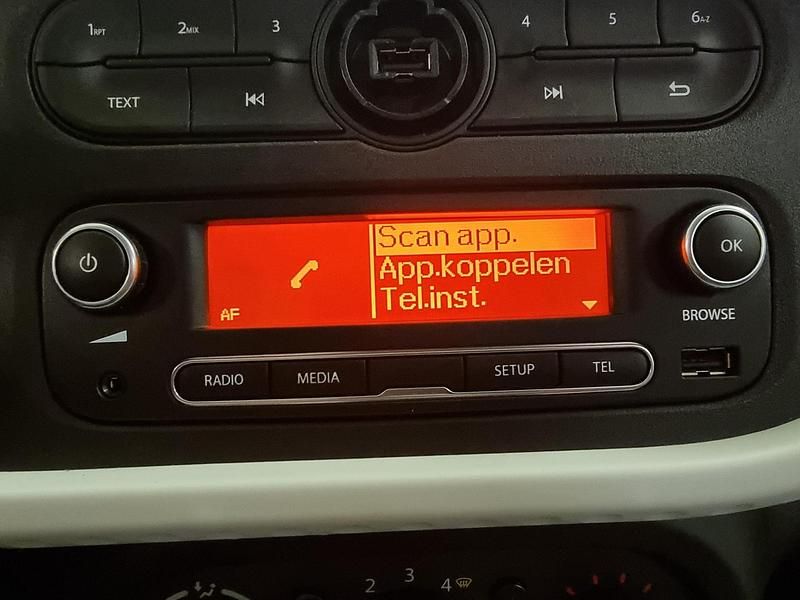 1RPT 2MIX 3 4 5 6A-Z
TEXT
Scan app.
App.koppelen
Tel.inst.
AF
OK
BROWSE
RADIO MEDIA SETUP TEL
2 3 4